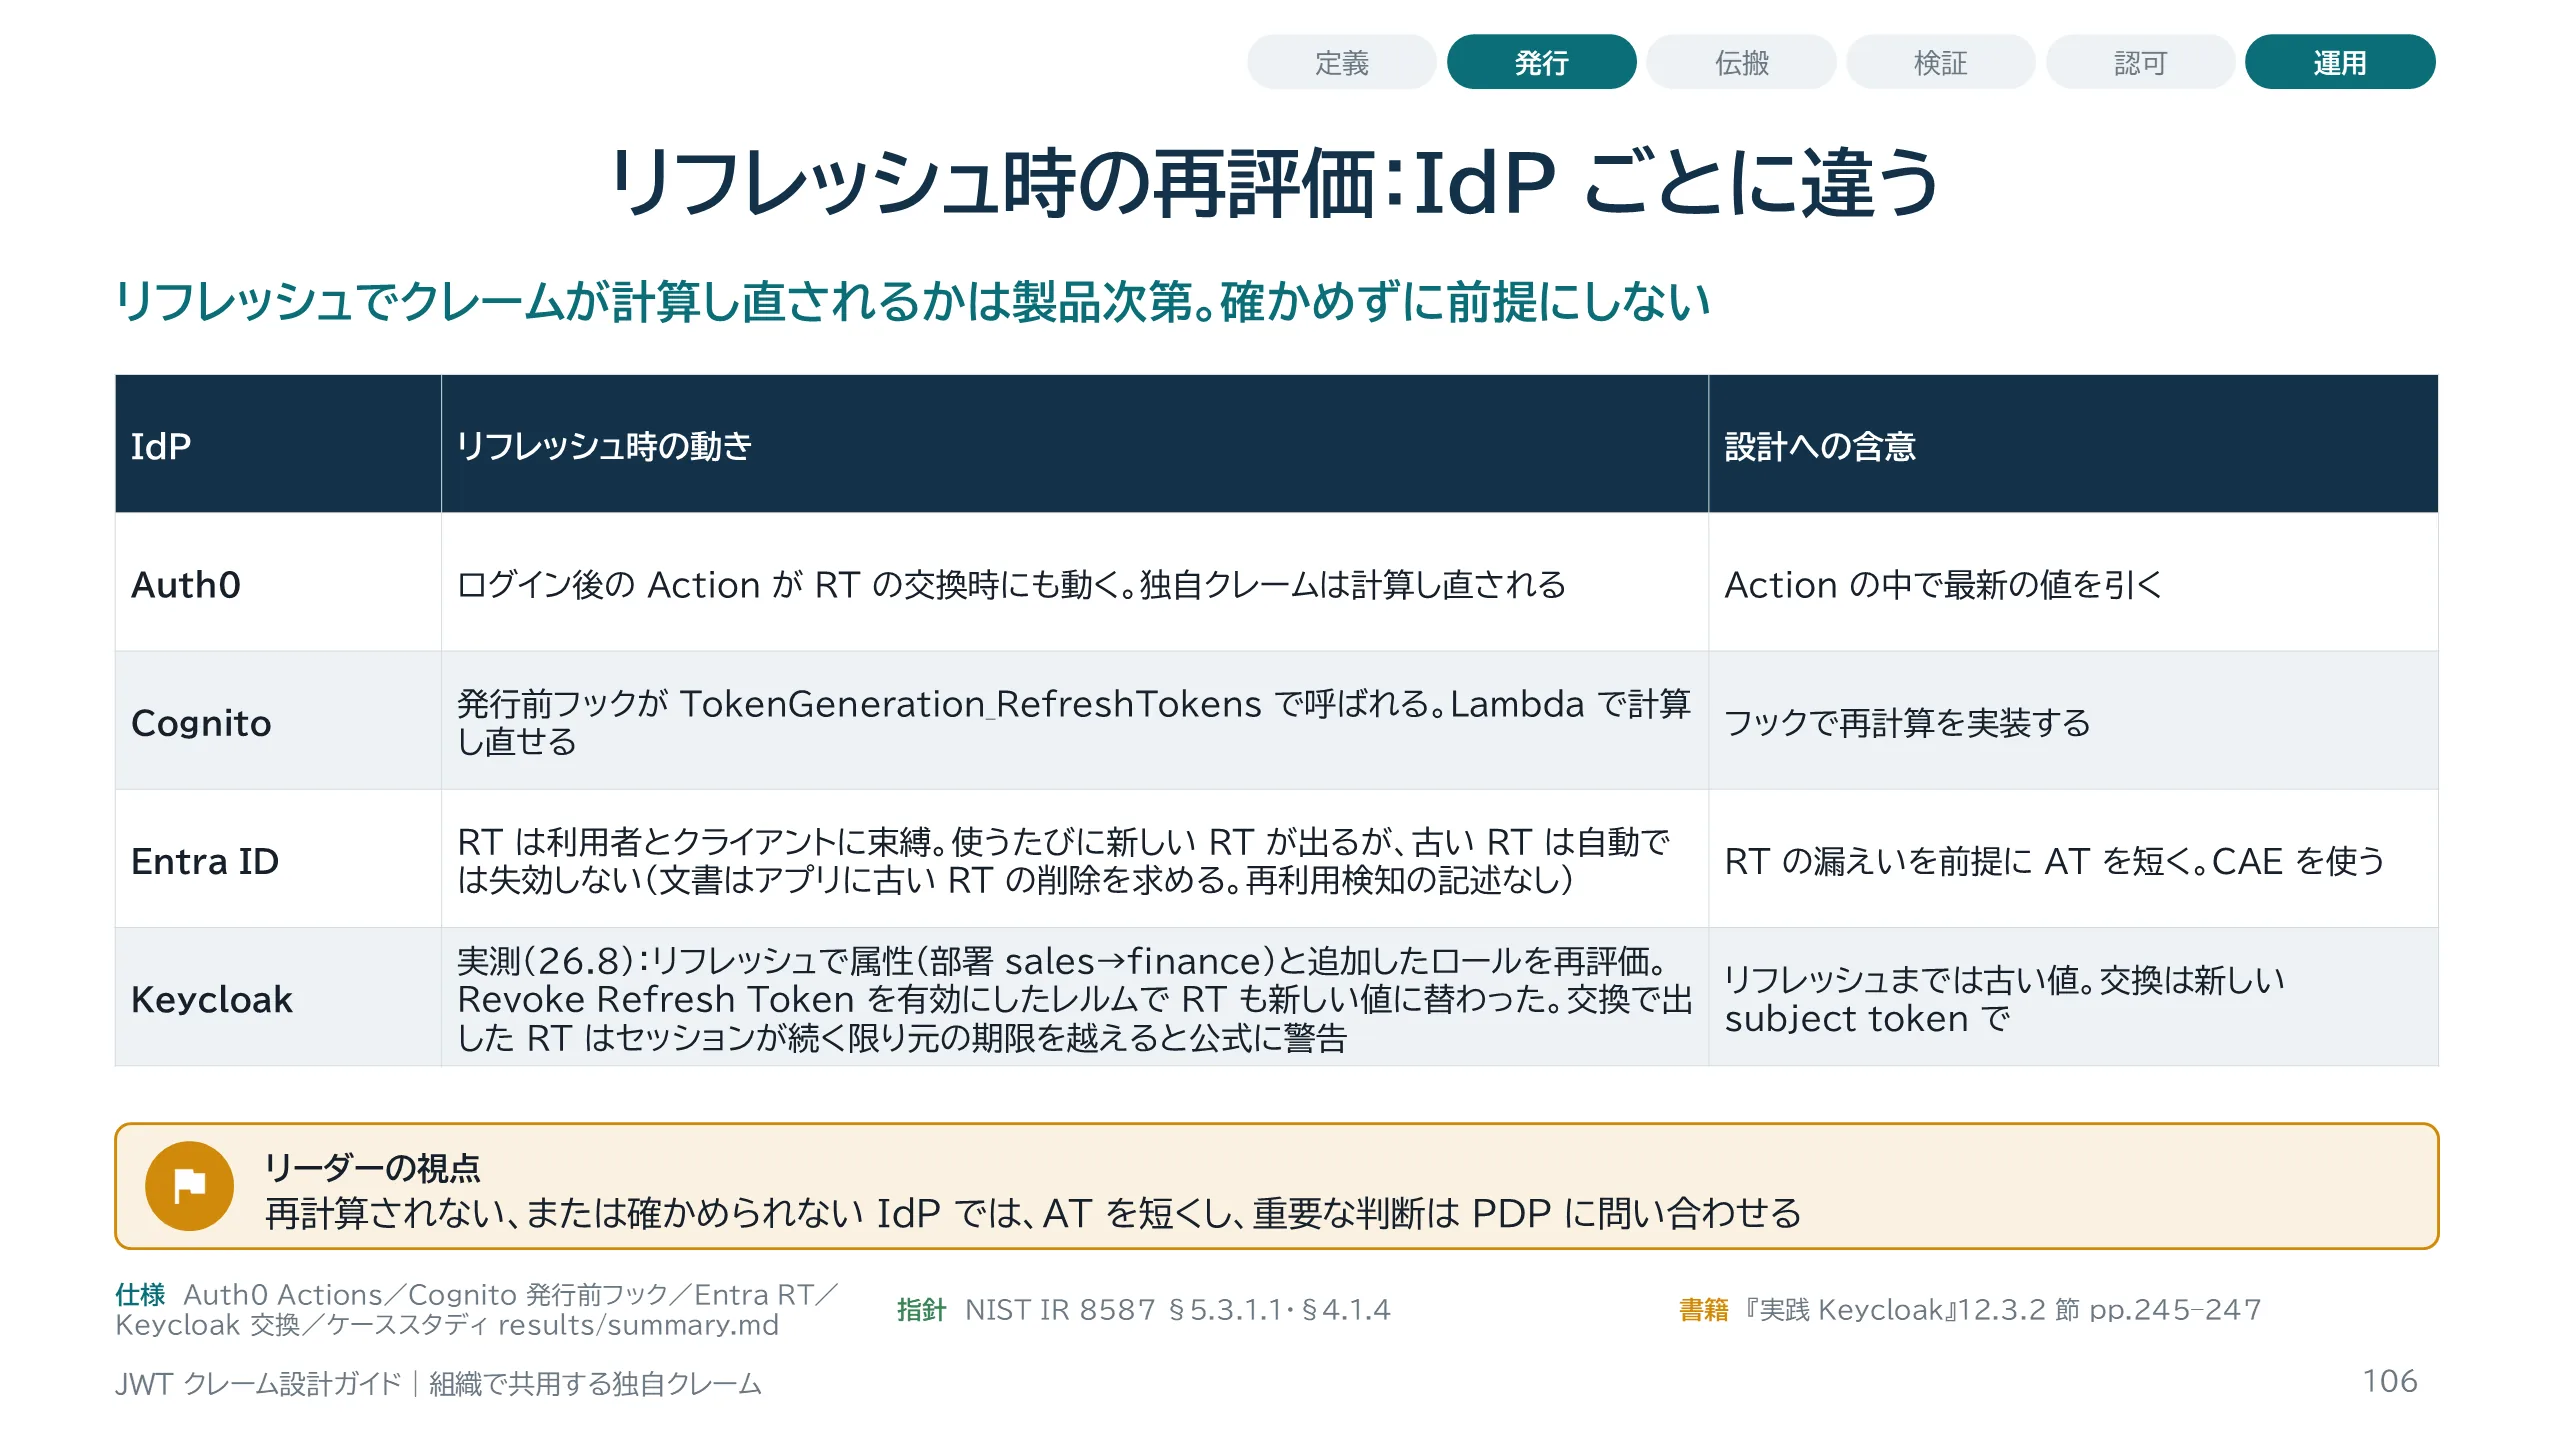 定義
発行
伝搬
検証
認可
運用
リフレッシュ時の再評価：IdP ごとに違う
リフレッシュでクレームが計算し直されるかは製品次第。確かめずに前提にしない
IdP
リフレッシュ時の動き
設計への含意
Auth0
ログイン後の Action が RT の交換時にも動く。独自クレームは計算し直される
Action の中で最新の値を引く
Cognito
発行前フックが TokenGeneration_RefreshTokens で呼ばれる。Lambda で計算
し直せる
フックで再計算を実装する
Entra ID
RT は利用者とクライアントに束縛。使うたびに新しい RT が出るが、古い RT は自動で
は失効しない（文書はアプリに古い RT の削除を求める。再利用検知の記述なし）
RT の漏えいを前提に AT を短く。CAE を使う
Keycloak
実測（26.8）：リフレッシュで属性（部署 sales→finance）と追加したロールを再評価。
Revoke Refresh Token を有効にしたレルムで RT も新しい値に替わった。交換で出
した RT はセッションが続く限り元の期限を越えると公式に警告
リフレッシュまでは古い値。交換は新しい
subject token で
リーダーの視点
再計算されない、または確かめられない IdP では、AT を短くし、重要な判断は PDP に問い合わせる
仕様 Auth0 Actions／Cognito 発行前フック／Entra RT／
Keycloak 交換／ケーススタディ results/summary.md
指針 NIST IR 8587 §5.3.1.1・§4.1.4
書籍 『実践 Keycloak』12.3.2 節 pp.245–247
JWT クレーム設計ガイド｜組織で共用する独自クレーム
106